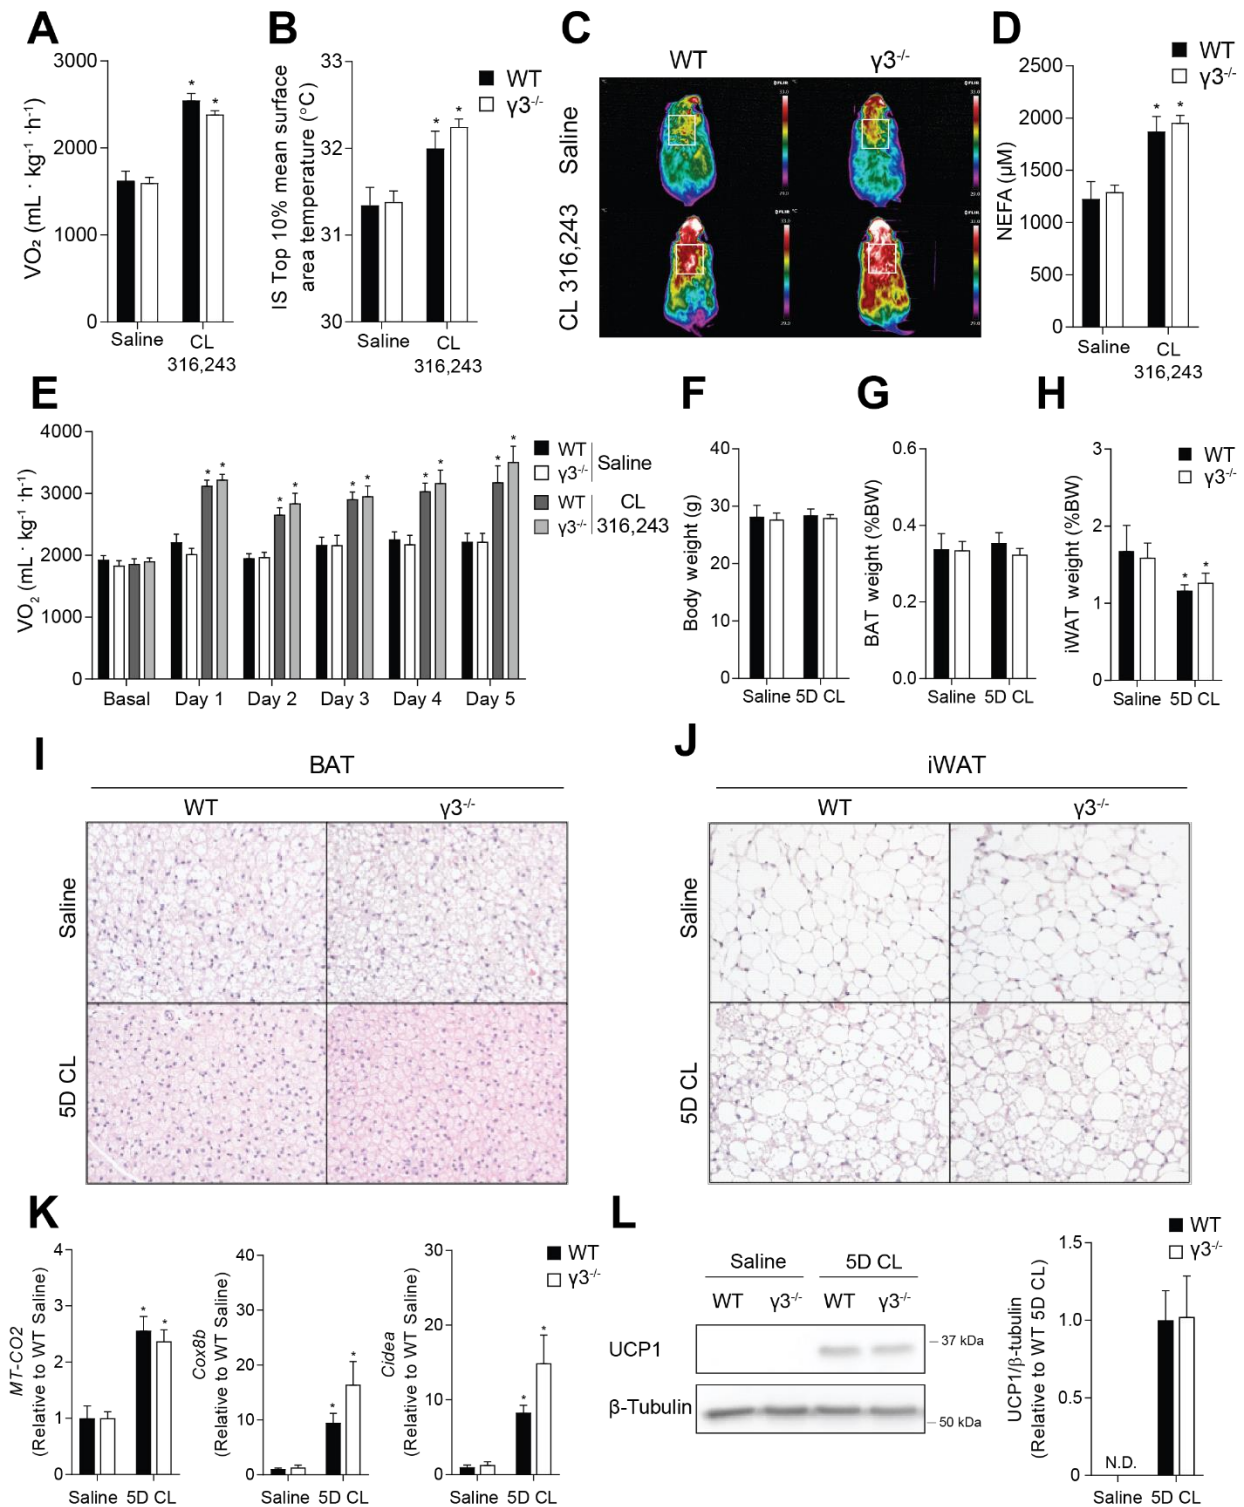 A
VO₂ (mL · kg⁻¹ ·h⁻¹)
3000
2000
1000
0
* *
Saline
CL
316,243
B
IS Top 10% mean surface
area temperature (°C)
33
32
31
30
* *
Saline
CL
316,243
WT
γ3⁻/⁻
C
WT
γ3⁻/⁻
Saline
CL 316,243
D
NEFA (µM)
2500
2000
1500
1000
500
0
* *
Saline
CL
316,243
WT
γ3⁻/⁻
E
VO₂ (mL · kg⁻¹ ·h⁻¹)
4000
3000
2000
1000
0
* * * * * * * * * *
Basal Day 1 Day 2 Day 3 Day 4 Day 5
WT
γ3⁻/⁻
Saline
WT
γ3⁻/⁻
CL
316,243
F
Body weight (g)
40
30
20
10
0
Saline 5D CL
G
BAT weight (%BW)
0.6
0.4
0.2
0.0
Saline 5D CL
H
iWAT weight (%BW)
3
2
1
0
* *
Saline 5D CL
WT
γ3⁻/⁻
I
BAT
WT γ3⁻/⁻
Saline
5D CL
J
iWAT
WT γ3⁻/⁻
Saline
5D CL
K
MT-CO2
(Relative to WT Saline)
4
3
2
1
0
* *
Saline 5D CL
Cox8b
(Relative to WT Saline)
40
30
20
10
0
* *
Saline 5D CL
Cidea
(Relative to WT Saline)
30
20
10
0
* *
Saline 5D CL
WT
γ3⁻/⁻
L
Saline 5D CL
WT γ3⁻/⁻ WT γ3⁻/⁻
UCP1
37 kDa
β-Tubulin
50 kDa
UCP1/β-tubulin
(Relative to WT 5D CL)
1.5
1.0
0.5
0
N.D.
Saline 5D CL
WT
γ3⁻/⁻